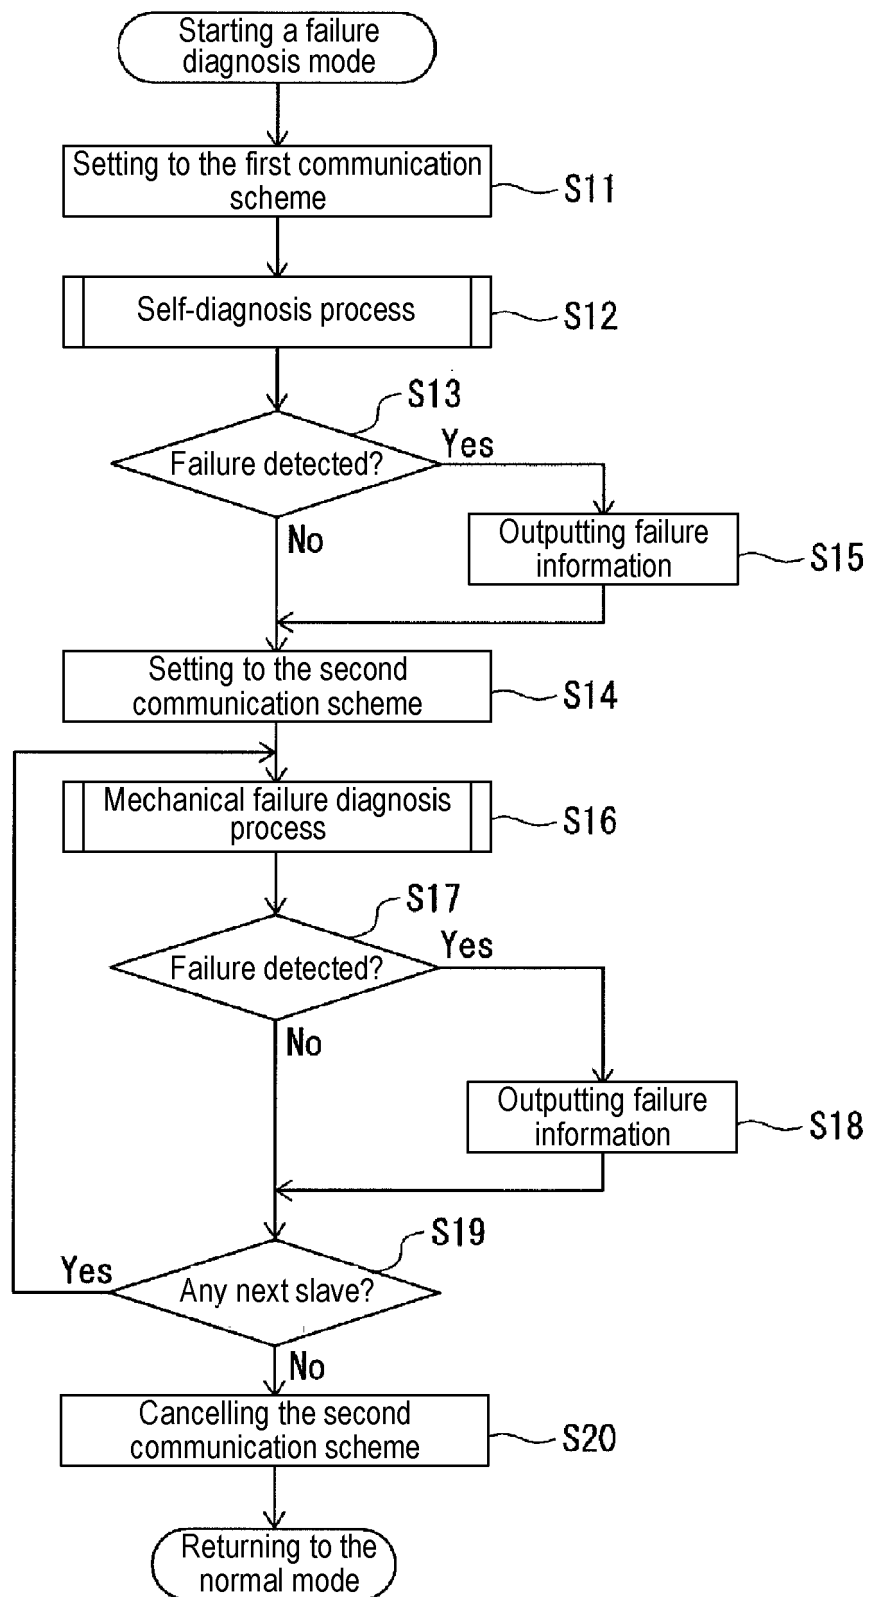 Starting a failure
diagnosis mode
Setting to the first communication
scheme
S11
Self-diagnosis process
S12
S13
Failure detected?
Yes
No
Outputting failure
information
S15
Setting to the second
communication scheme
S14
Mechanical failure diagnosis
process
S16
S17
Failure detected?
Yes
No
Outputting failure
information
S18
S19
Any next slave?
Yes
No
Cancelling the second
communication scheme
S20
Returning to the
normal mode